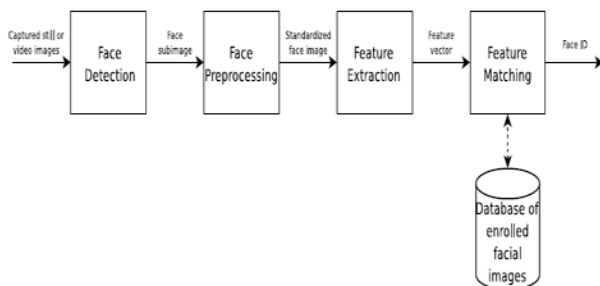 Captured still or
video images
Face
Detection
Face
subimage
Face
Preprocessing
Standardized
face image
Feature
Extraction
Feature
vector
Feature
Matching
Face ID
Database of
enrolled
facial
images